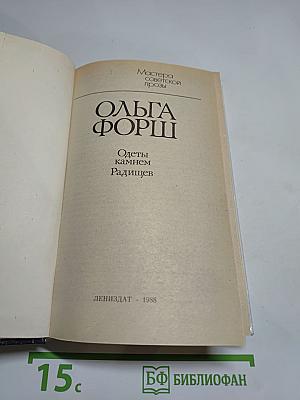 Мастера
советской
прозы
ОЛЬГА
ФОРШ
Одеты
камнем
Радищев
ЛЕНИЗДАТ · 1988
15с
БФ БИБЛИОФАН